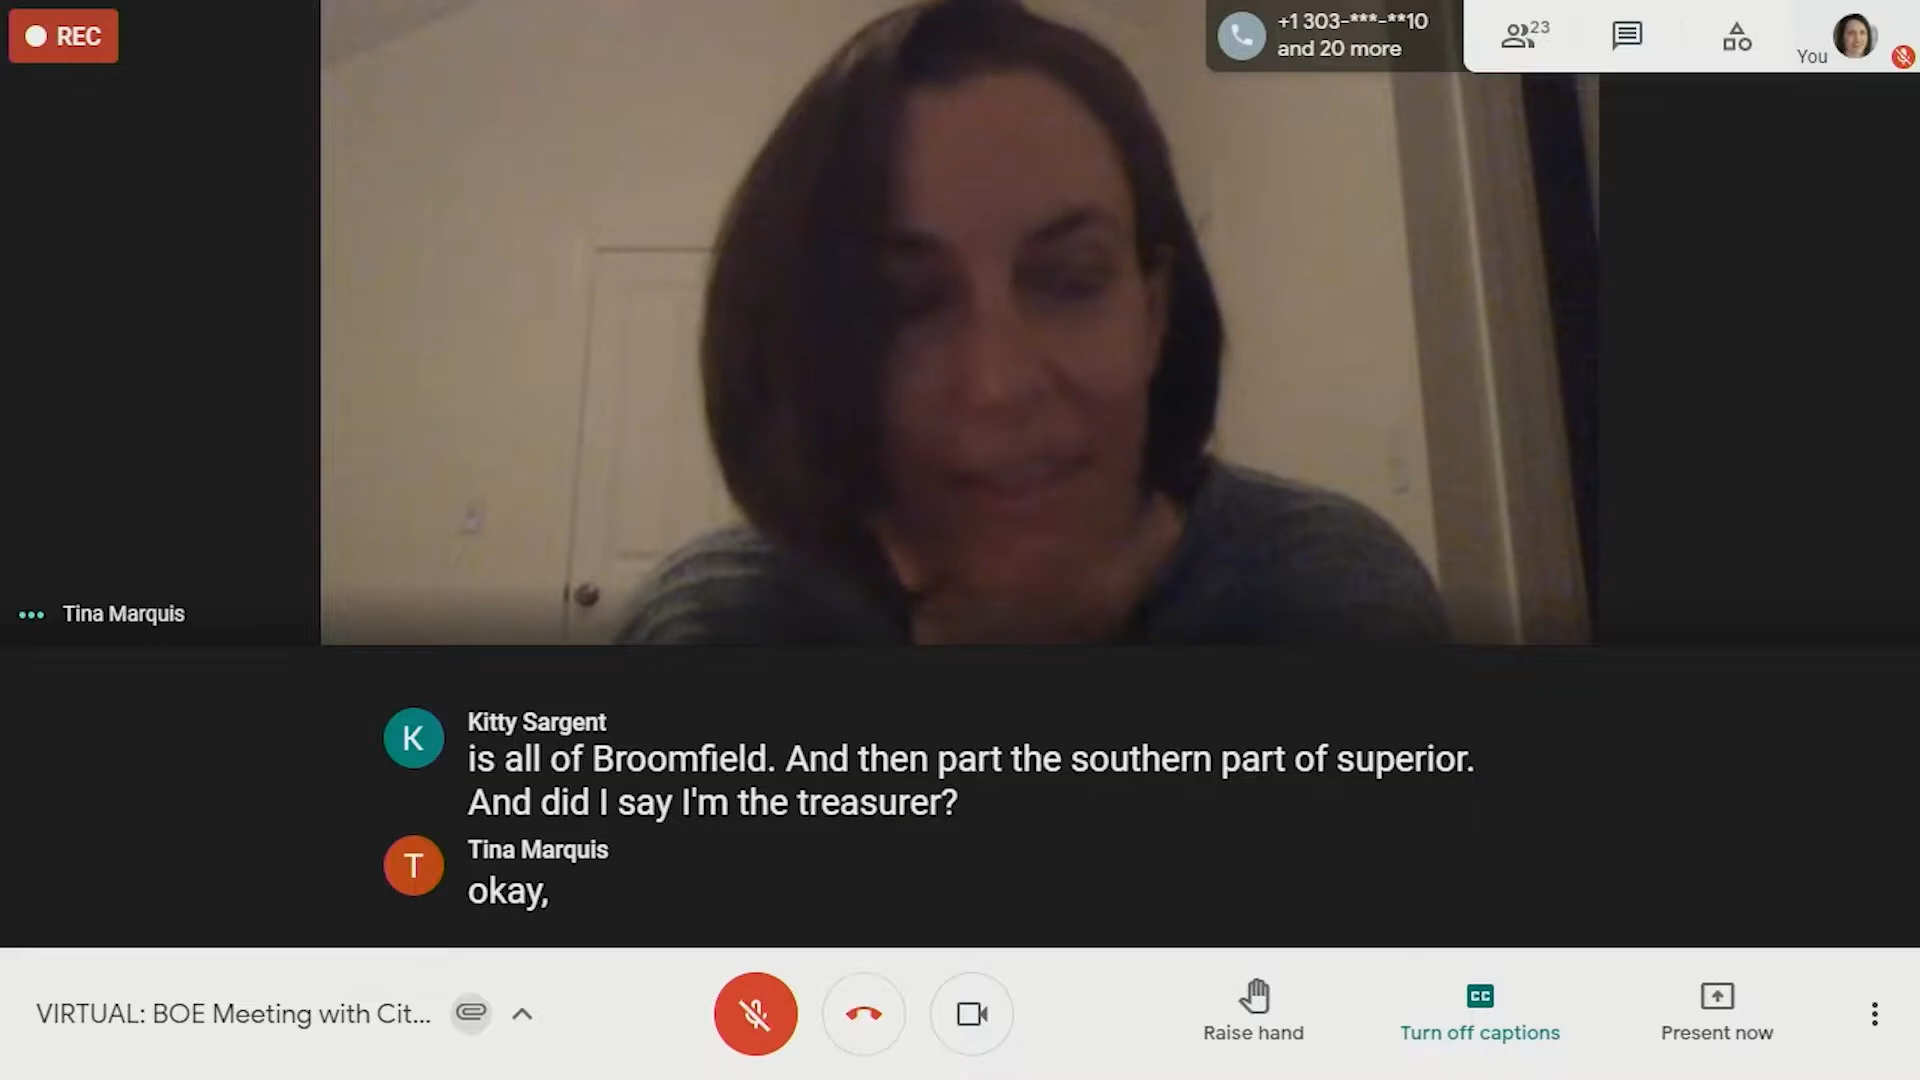 REC
+1 303-***-**10
and 20 more
23
You
Tina Marquis
Kitty Sargent
K
is all of Broomfield. And then part the southern part of superior.
And did I say I'm the treasurer?
Tina Marquis
T
okay,
VIRTUAL: BOE Meeting with Cit...
Raise hand
CC
Turn off captions
Present now